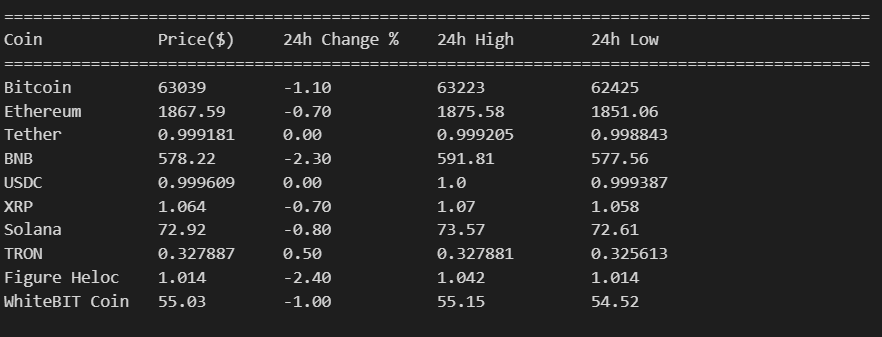 ==========================================================================================
Coin            Price($)     24h Change %    24h High        24h Low
==========================================================================================
Bitcoin         63039        -1.10           63223           62425
Ethereum        1867.59      -0.70           1875.58         1851.06
Tether          0.999181     0.00            0.999205        0.998843
BNB             578.22       -2.30           591.81          577.56
USDC            0.999609     0.00            1.0             0.999387
XRP             1.064        -0.70           1.07            1.058
Solana          72.92        -0.80           73.57           72.61
TRON            0.327887     0.50            0.327881        0.325613
Figure Heloc    1.014        -2.40           1.042           1.014
WhiteBIT Coin   55.03        -1.00           55.15           54.52